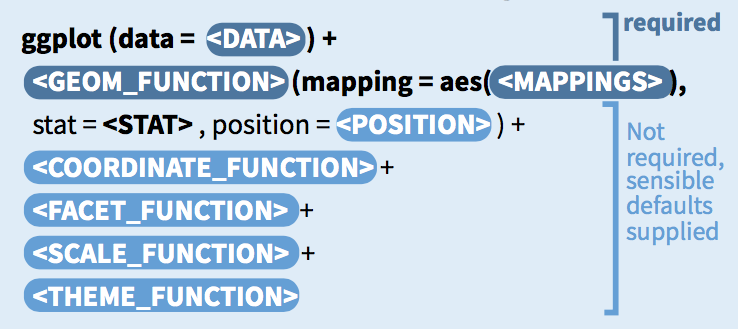 ggplot (data = <DATA>) +
<GEOM_FUNCTION> (mapping = aes(<MAPPINGS>),
stat = <STAT> , position = <POSITION> ) +
<COORDINATE_FUNCTION> +
<FACET_FUNCTION> +
<SCALE_FUNCTION> +
<THEME_FUNCTION>
required
Not
required,
sensible
defaults
supplied